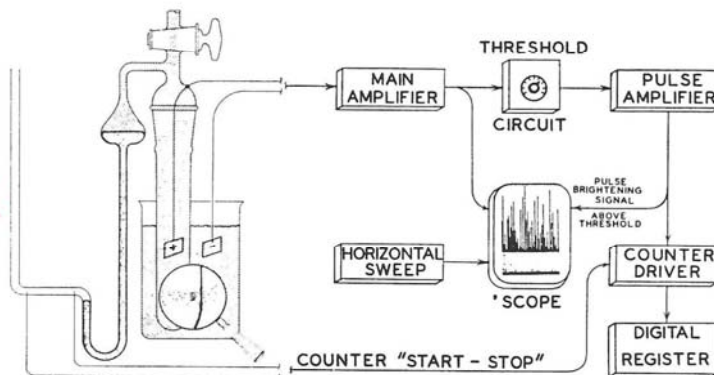 THRESHOLD
MAIN
AMPLIFIER
CIRCUIT
PULSE
AMPLIFIER
PULSE
BRIGHTENING
SIGNAL
ABOVE
THRESHOLD
+
-
HORIZONTAL
SWEEP
'SCOPE
COUNTER
DRIVER
COUNTER "START - STOP"
DIGITAL
REGISTER